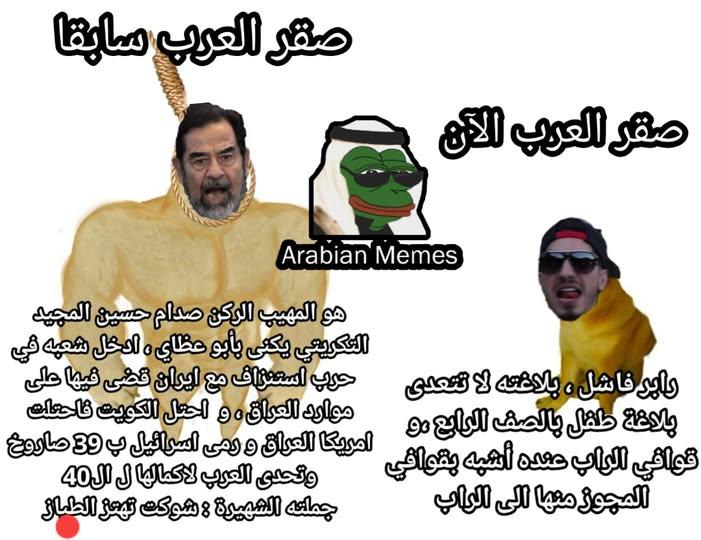 صقر العرب سابقا
صقر العرب الآن
Arabian Memes
هو المهيب الركن صدام حسين المجيد
التكريتي يكنى بأبو عظاي ، ادخل شعبه في
حرب استنزاف مع ايران قضى فيها على
موارد العراق ، و احتل الكويت فاحتلت
امريكا العراق و رمى اسرائيل ب 39 صاروخ
وتحدى العرب لاكمالها ل ال40
جملته الشهيرة : شوكت تهتز الطباز
رابر فاشل ، بلاغته لا تتعدى
بلاغة طفل بالصف الرابع ،و
قوافي الراب عنده أشبه بقوافي
المجوز منها الى الراب